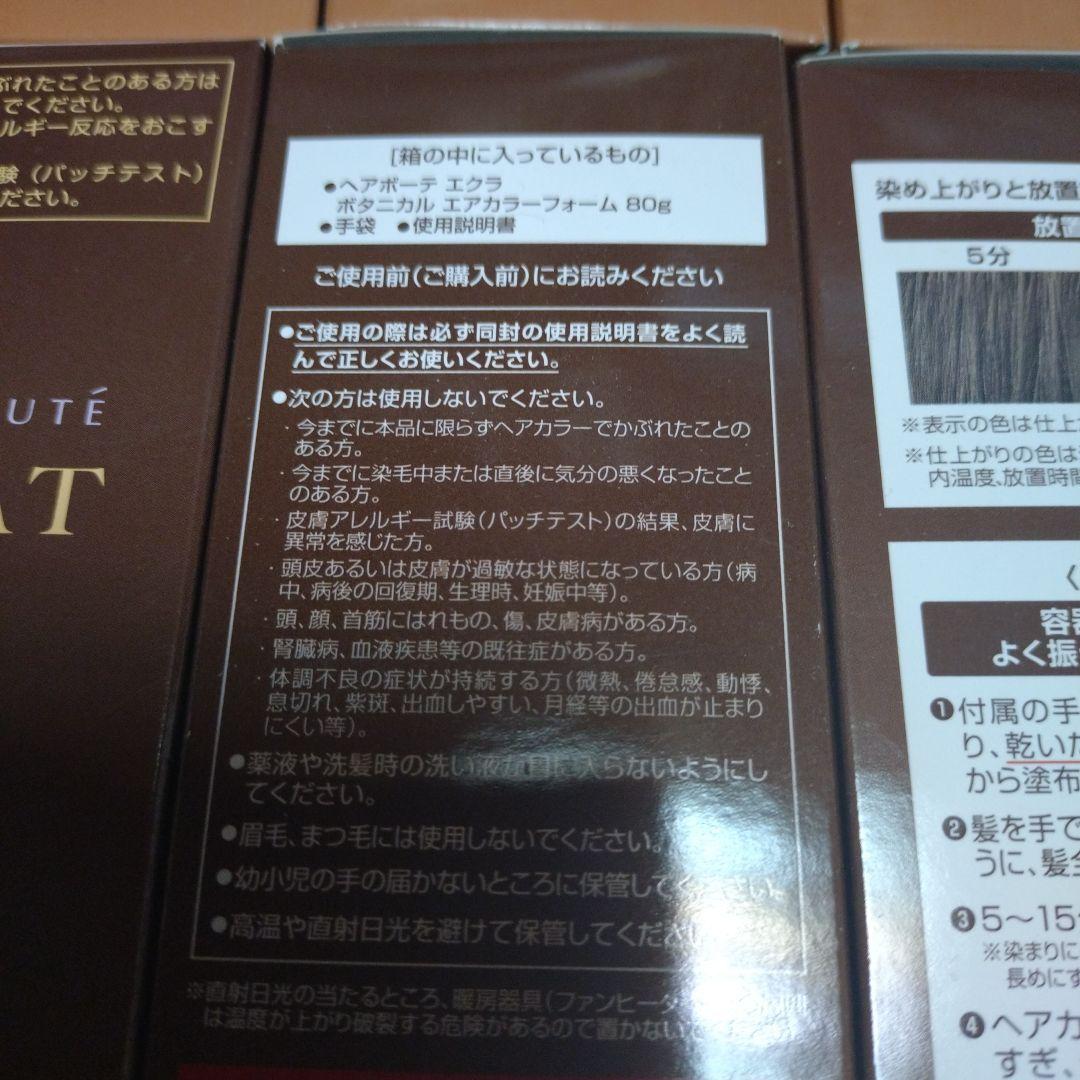 ぶれたことのある方は
でください。
ルギー反応をおこす
験（パッチテスト）
ださい。
UTÉ
AT
[箱の中に入っているもの]
●ヘアボーテ エクラ
ボタニカル エアカラーフォーム 80g
●手袋 ●使用説明書
ご使用前(ご購入前)にお読みください
●ご使用の際は必ず同封の使用説明書をよく読
んで正しくお使いください。
●次の方は使用しないでください。
・今までに本品に限らずヘアカラーでかぶれたことの
ある方。
・今までに染毛中または直後に気分の悪くなったこと
のある方。
・皮膚アレルギー試験(パッチテスト)の結果、皮膚に
異常を感じた方。
・頭皮あるいは皮膚が過敏な状態になっている方(病
中、病後の回復期、生理時、妊娠中等)。
・頭、顔、首筋にはれもの、傷、皮膚病がある方。
・腎臓病、血液疾患等の既往症がある方。
・体調不良の症状が持続する方(微熱、倦怠感、動悸、
息切れ、紫斑、出血しやすい、月経等の出血が止まり
にくい等)。
●薬液や洗髪時の洗い液が目に入らないようにし
てください。
●眉毛、まつ毛には使用しないでください。
●幼小児の手の届かないところに保管してください。
●高温や直射日光を避けて保管してくださ
※直射日光の当たるところ、暖房器具(ファンヒータ
は温度が上がり破裂する危険があるので置かない
染め上がりと放置
放置
5分
※表示の色は仕上
※仕上がりの色は
内温度、放置時間
容器
よく振
❶付属の手
り、乾いた
から塗布
❷髪を手で
うに、髪全
❸5〜15
※染まりに
長めにす
❹ヘアカ
すぎ、